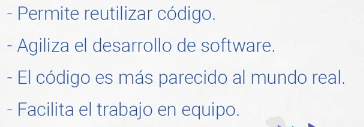 - Permite reutilizar código.
- Agiliza el desarrollo de software.
- El código es más parecido al mundo real.
- Facilita el trabajo en equipo.